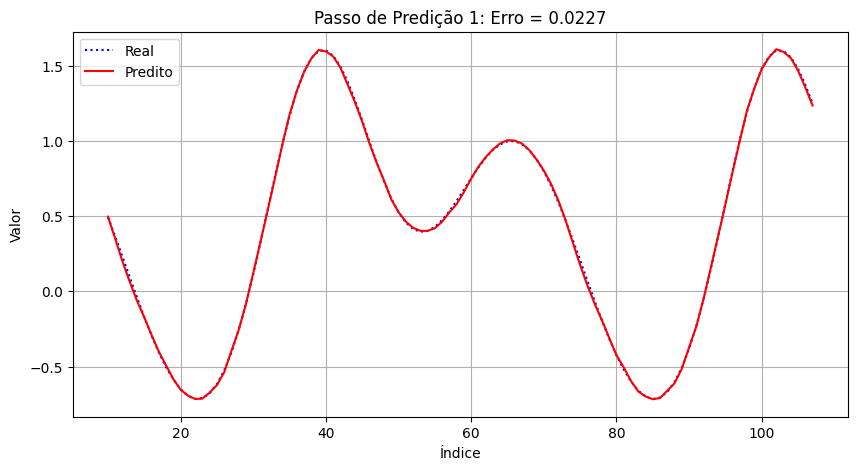 Passo de Predição 1: Erro = 0.0227
Real
Predito
1.5
1.0
0.5
0.0
−0.5
Valor
20
40
60
80
100
Índice